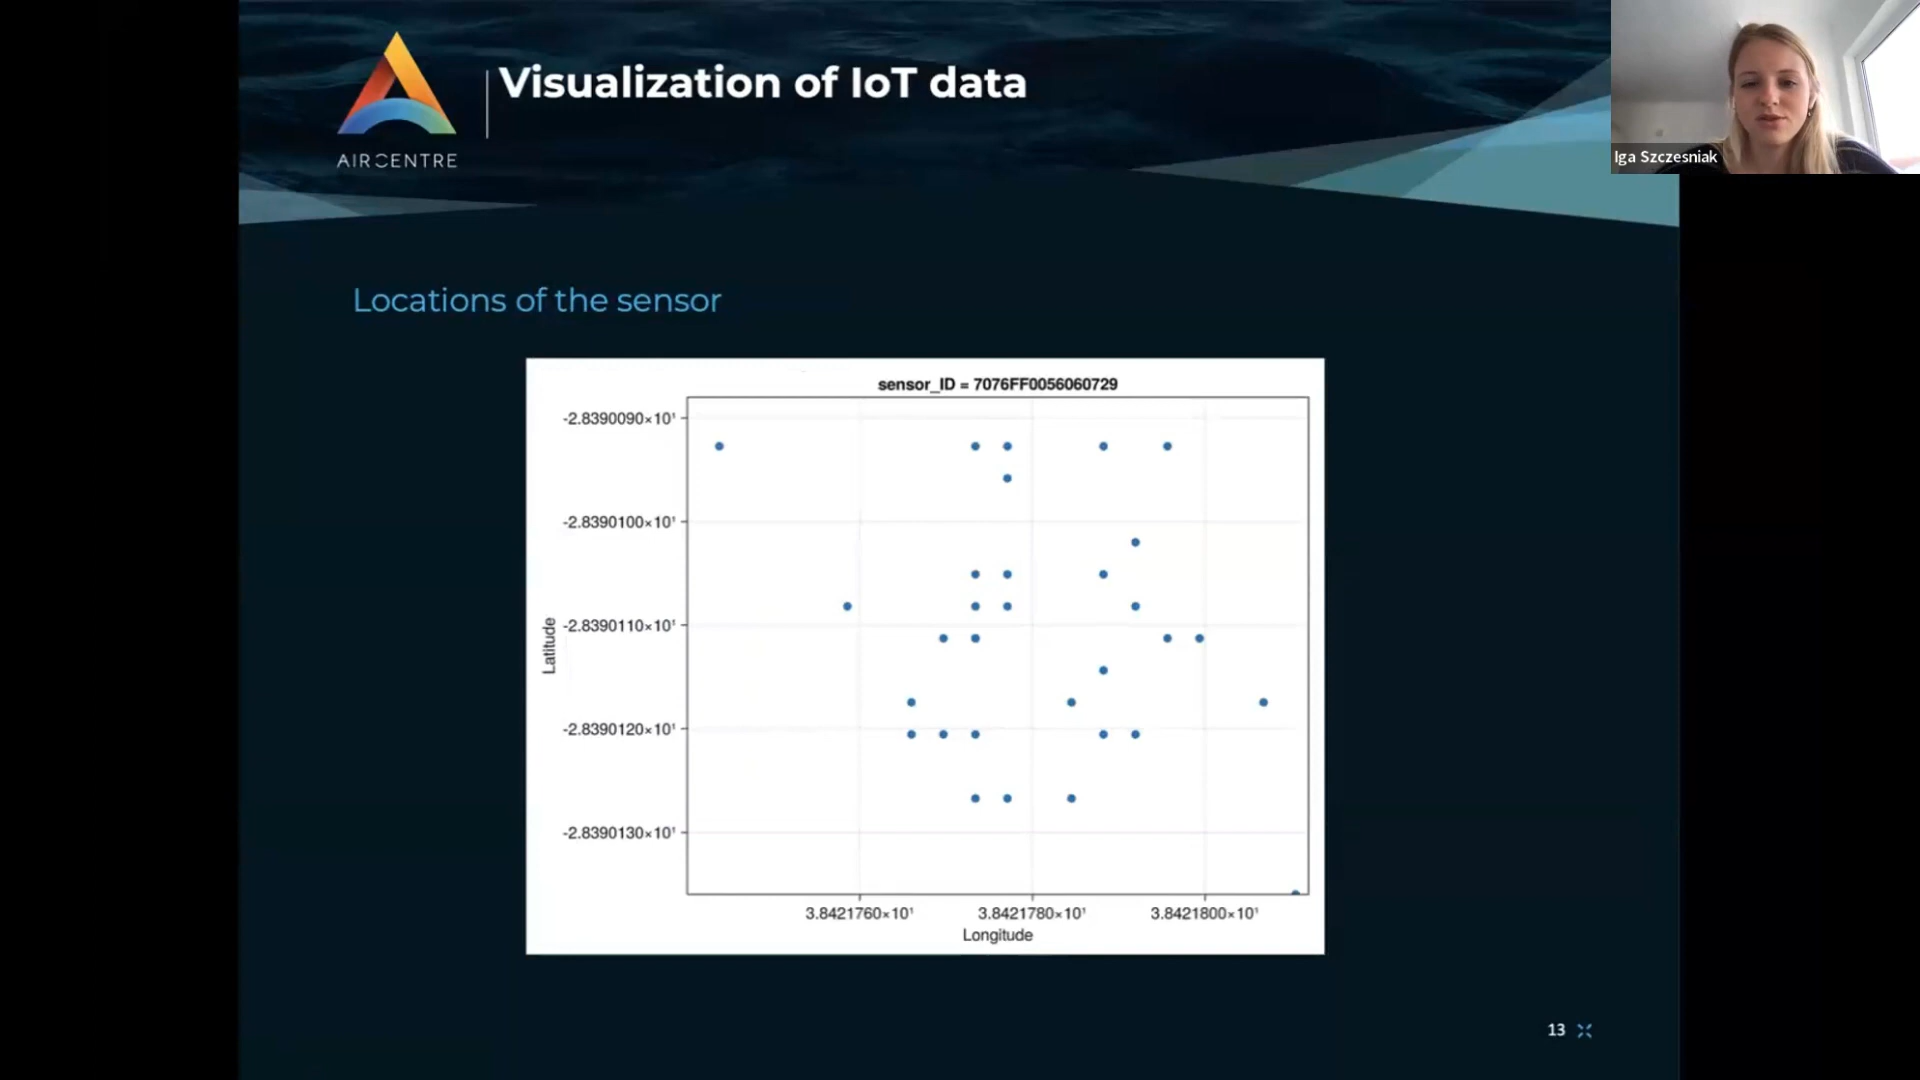 Visualization of IoT data
AIRCENTRE
Iga Szczesniak
Locations of the sensor
sensor_ID = 7076FF0056060729
-2.8390090×10¹
-2.8390100×10¹
-2.8390110×10¹
-2.8390120×10¹
-2.8390130×10¹
Latitude
3.8421760×10¹ 3.8421780×10¹ 3.8421800×10¹
Longitude
13